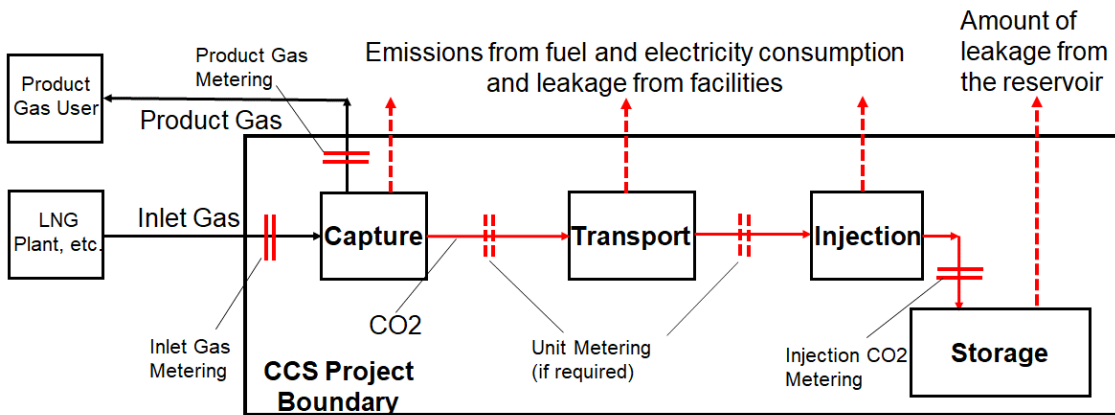 Product Gas
Metering
Emissions from fuel and electricity consumption
and leakage from facilities
Amount of
leakage from
the reservoir
Product
Gas User
Product Gas
LNG
Plant, etc.
Inlet Gas
Capture
Transport
Injection
CO2
Inlet Gas
Metering
CCS Project
Boundary
Unit Metering
(if required)
Injection CO2
Metering
Storage